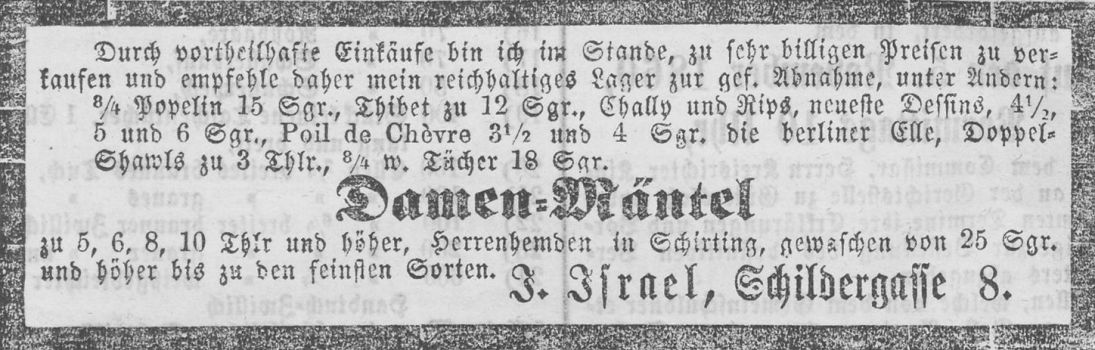 Durch vortheilhafte Einkäufe bin ich im Stande, zu sehr billigen Preisen zu ver-
kaufen und empfehle daher mein reichhaltiges Lager zur gef. Abnahme, unter Andern:
8/4 Popelin 15 Sgr., Thibet zu 12 Sgr., Chally und Rips, neueste Dessins, 4½,
5 und 6 Sgr., Poil de Chèvre 3½ und 4 Sgr. die berliner Elle, Doppel-
Shawls zu 3 Thlr., 8/4 w. Tücher 18 Sgr.
Damen-Mäntel
zu 5, 6, 8, 10 Thlr und höher, Herrenhemden in Schirting, gewaschen von 25 Sgr.
und höher bis zu den feinsten Sorten.
J. Israel, Schildergasse 8.